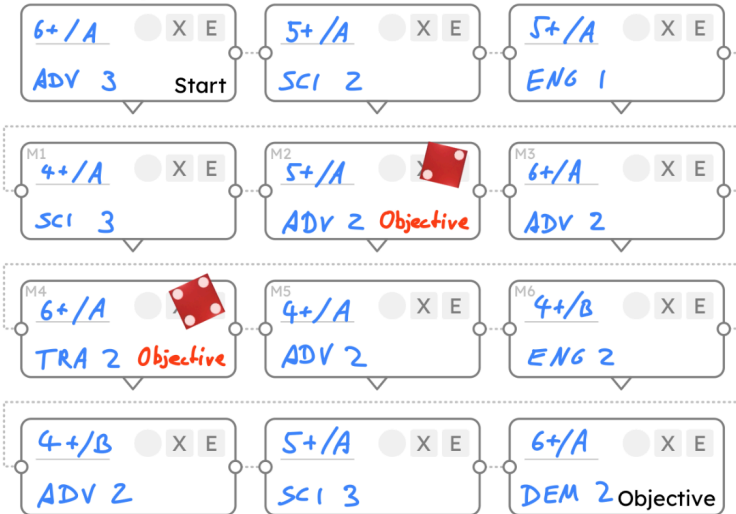 6+/A X E
ADV 3 Start
5+/A X E
SCI 2
5+/A X E
ENG 1
M1
4+/A X E
SCI 3
M2
5+/A
ADV 2 Objective
M3
6+/A X E
ADV 2
M4
6+/A
TRA 2 Objective
M5
4+/A X E
ADV 2
M6
4+/B X E
ENG 2
4+/B X E
ADV 2
5+/A X E
SCI 3
6+/A X E
DEM 2 Objective